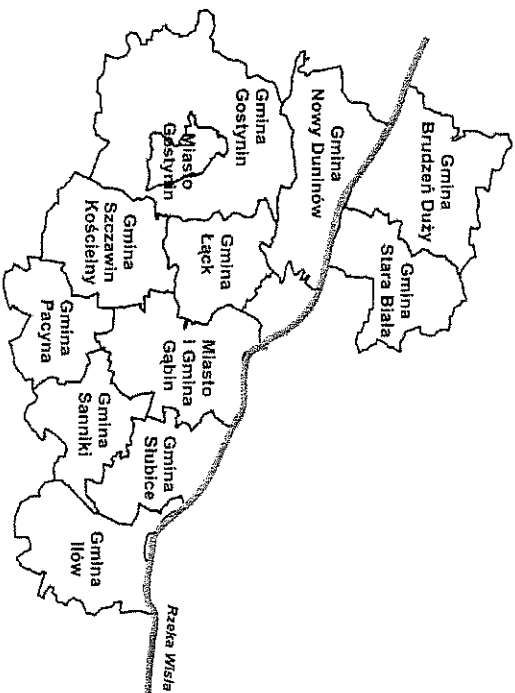 Gmina
Brudzeń Duży
Gmina
Stara Biała
Gmina
Nowy Duninów
Gmina
Gostynin
Miasto
Gostynin
Gmina
Łąck
Gmina
Szczawin
Kościelny
Miasto
i Gmina
Gąbin
Gmina
Pacyna
Gmina
Sanniki
Gmina
Słubice
Gmina
Iłów
Rzeka Wisła